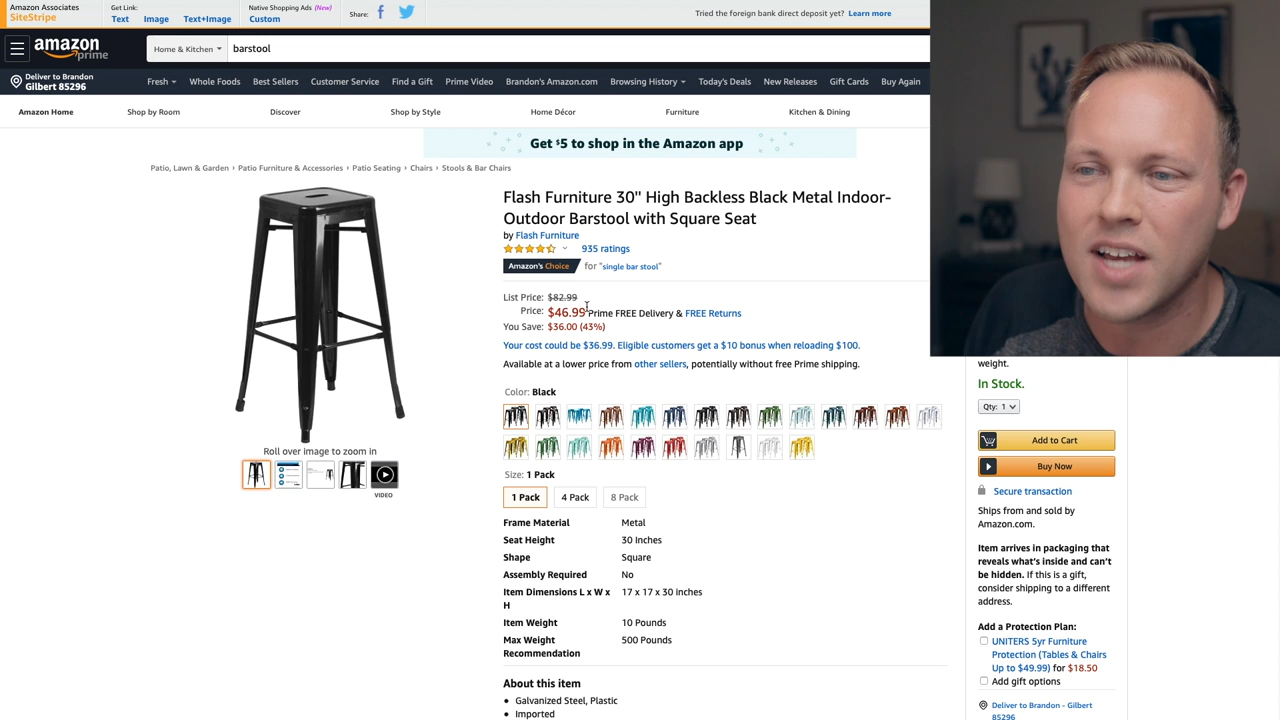 Amazon Associates
SiteStripe
Get Link:
Text Image Text+Image
Native Shopping Ads (New)
Custom
Share:
Tried the foreign bank direct deposit yet? Learn more
amazon
prime
Home & Kitchen
barstool
Deliver to Brandon
Gilbert 85296
Fresh Whole Foods Best Sellers Customer Service Find a Gift Prime Video Brandon's Amazon.com Browsing History Today's Deals New Releases Gift Cards Buy Again
Amazon Home Shop by Room Discover Shop by Style Home Décor Furniture Kitchen & Dining
Get $5 to shop in the Amazon app
Patio, Lawn & Garden › Patio Furniture & Accessories › Patio Seating › Chairs › Stools & Bar Chairs
Flash Furniture 30" High Backless Black Metal Indoor-
Outdoor Barstool with Square Seat
by Flash Furniture
935 ratings
Amazon's Choice for "single bar stool"
List Price: $82.99
Price: $46.99 Prime FREE Delivery & FREE Returns
You Save: $36.00 (43%)
Your cost could be $36.99. Eligible customers get a $10 bonus when reloading $100.
Available at a lower price from other sellers, potentially without free Prime shipping.
Color: Black
Roll over image to zoom in
VIDEO
Size: 1 Pack
1 Pack 4 Pack 8 Pack
Frame Material Metal
Seat Height 30 Inches
Shape Square
Assembly Required No
Item Dimensions L x W x H 17 x 17 x 30 inches
Item Weight 10 Pounds
Max Weight Recommendation 500 Pounds
About this item
Galvanized Steel, Plastic
Imported
weight.
In Stock.
Qty: 1
Add to Cart
Buy Now
Secure transaction
Ships from and sold by
Amazon.com.
Item arrives in packaging that
reveals what's inside and can't
be hidden. If this is a gift,
consider shipping to a different
address.
Add a Protection Plan:
UNITERS 5yr Furniture
Protection (Tables & Chairs
Up to $49.99) for $18.50
Add gift options
Deliver to Brandon - Gilbert
85296